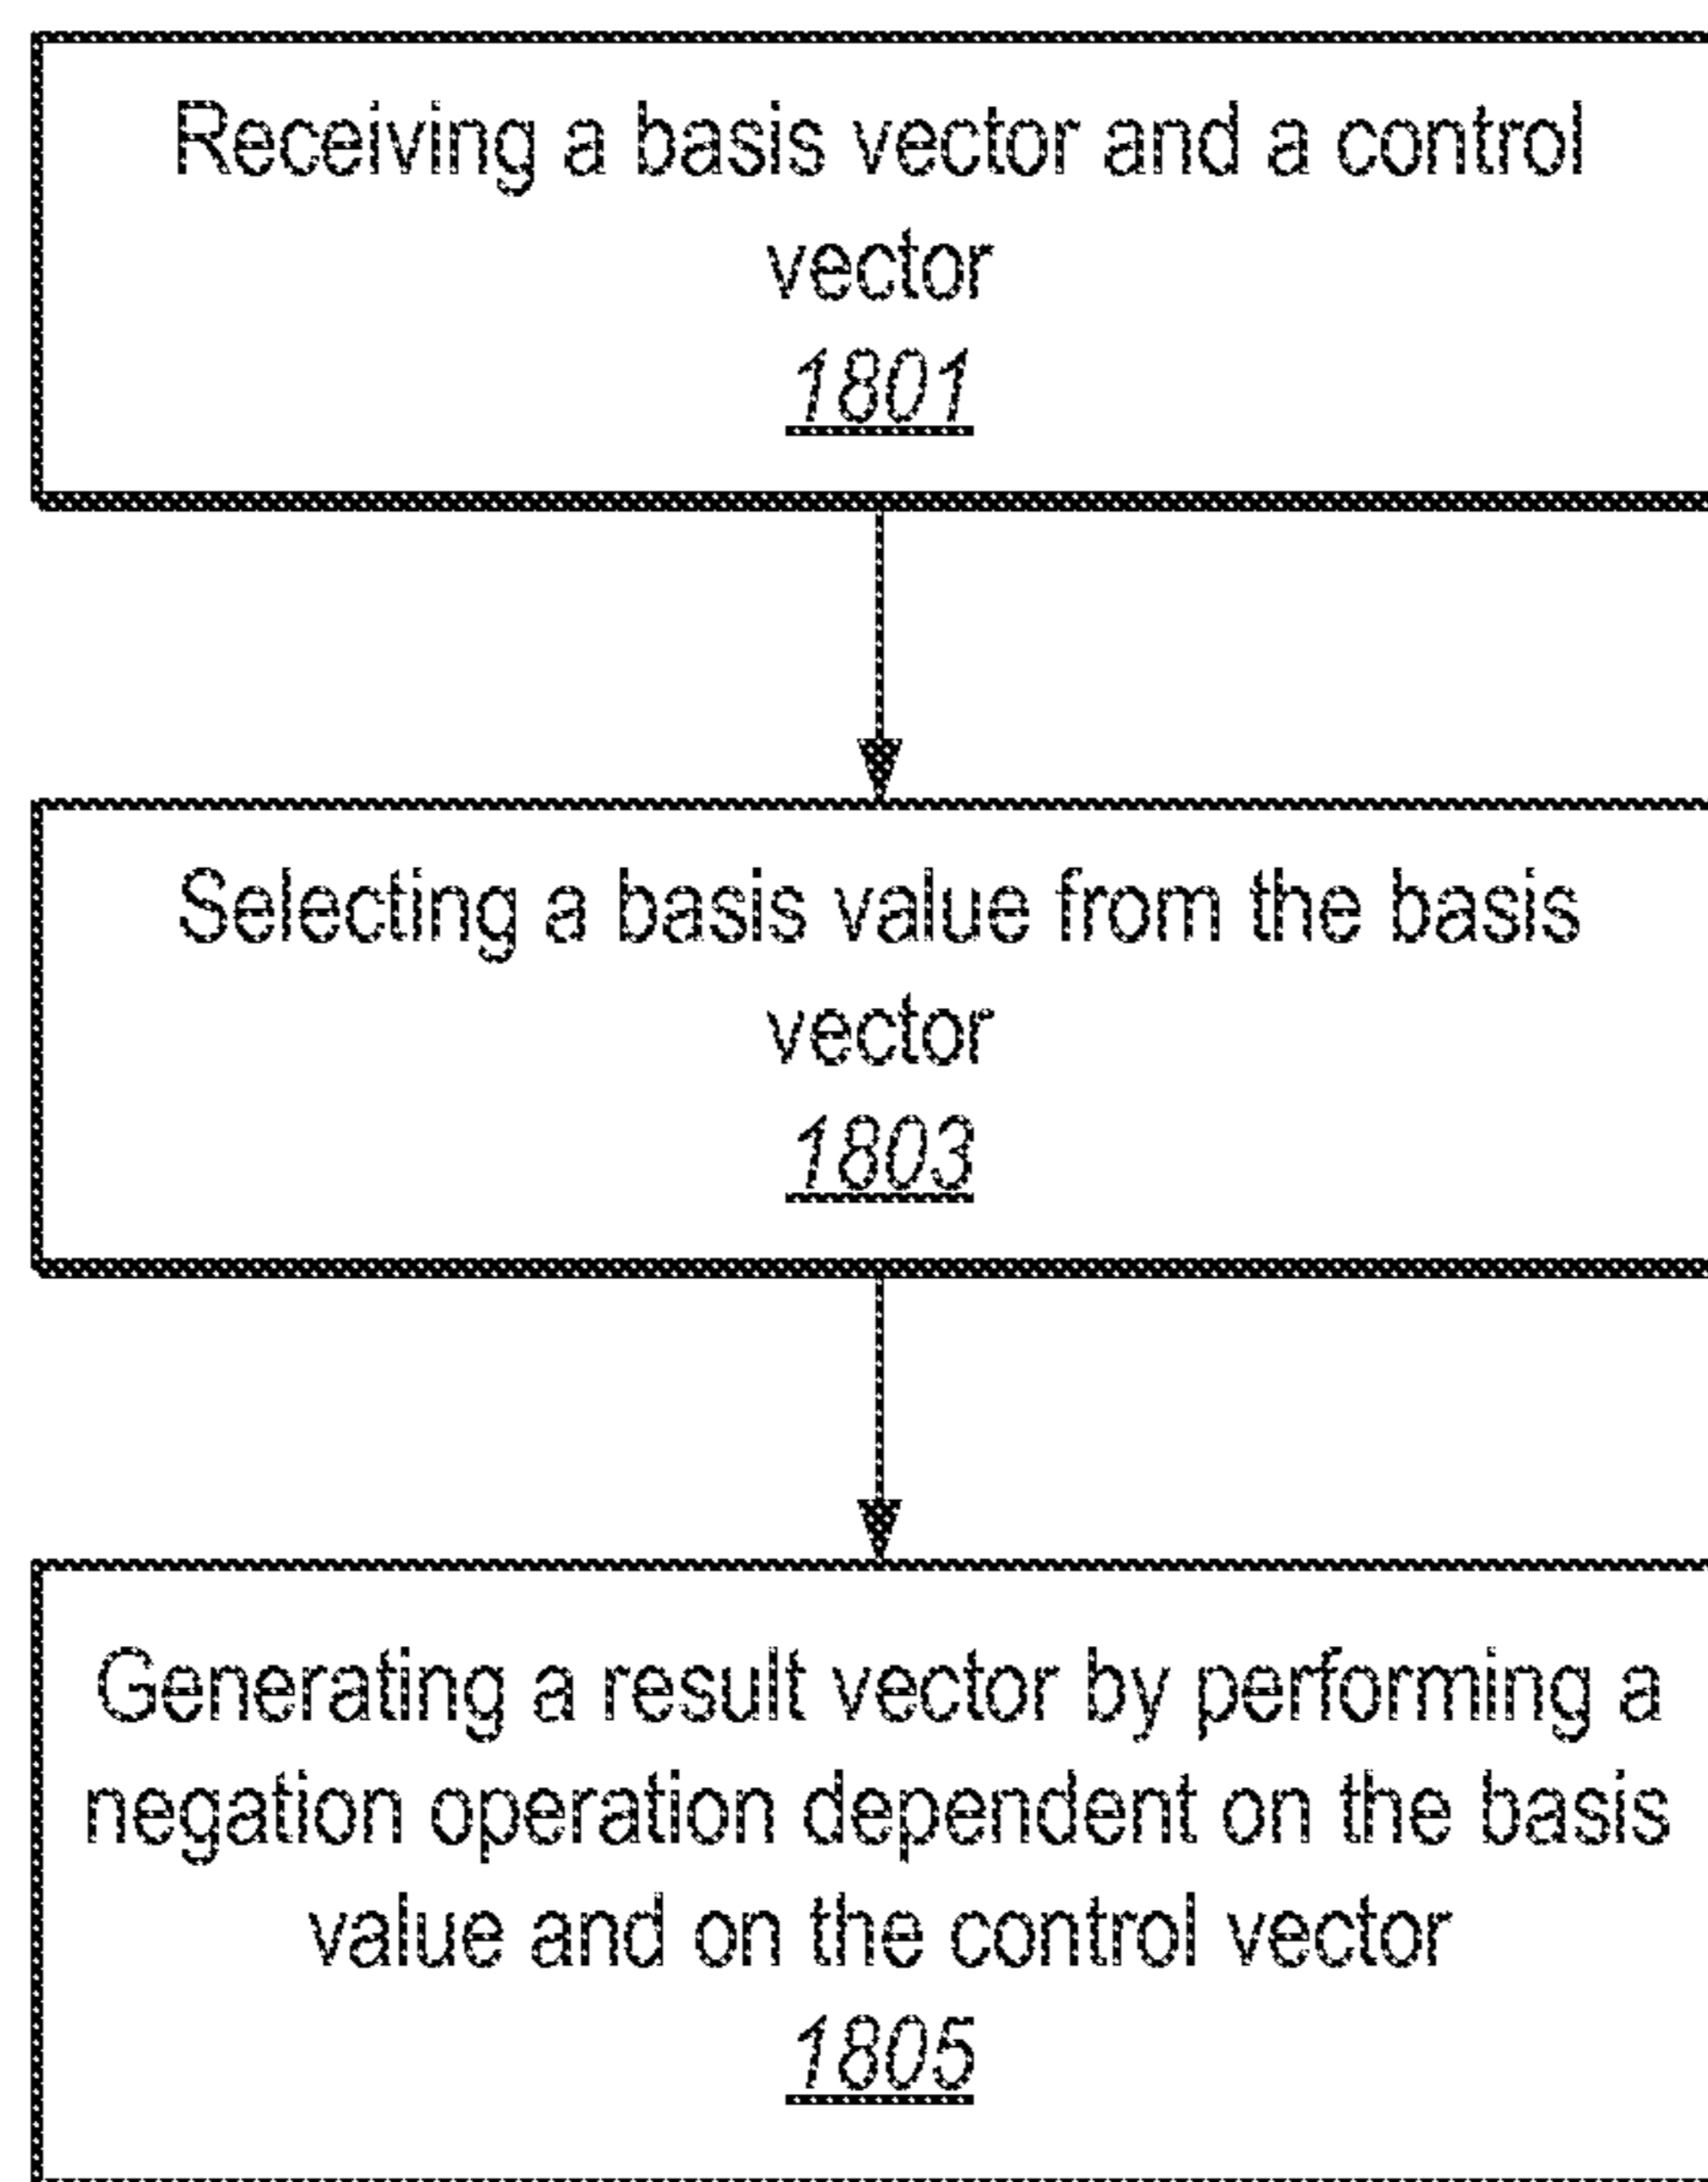 Receiving a basis vector and a control
vector
1801
Selecting a basis value from the basis
vector
1803
Generating a result vector by performing a
negation operation dependent on the basis
value and on the control vector
1805